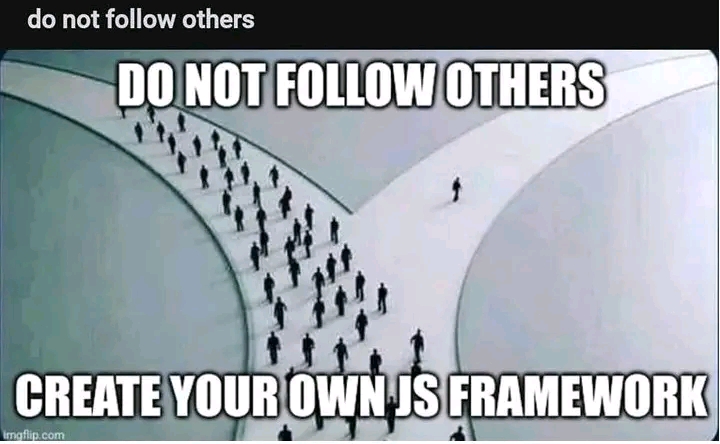 do not follow others
DO NOT FOLLOW OTHERS
CREATE YOUR OWN JS FRAMEWORK
imgflip.com